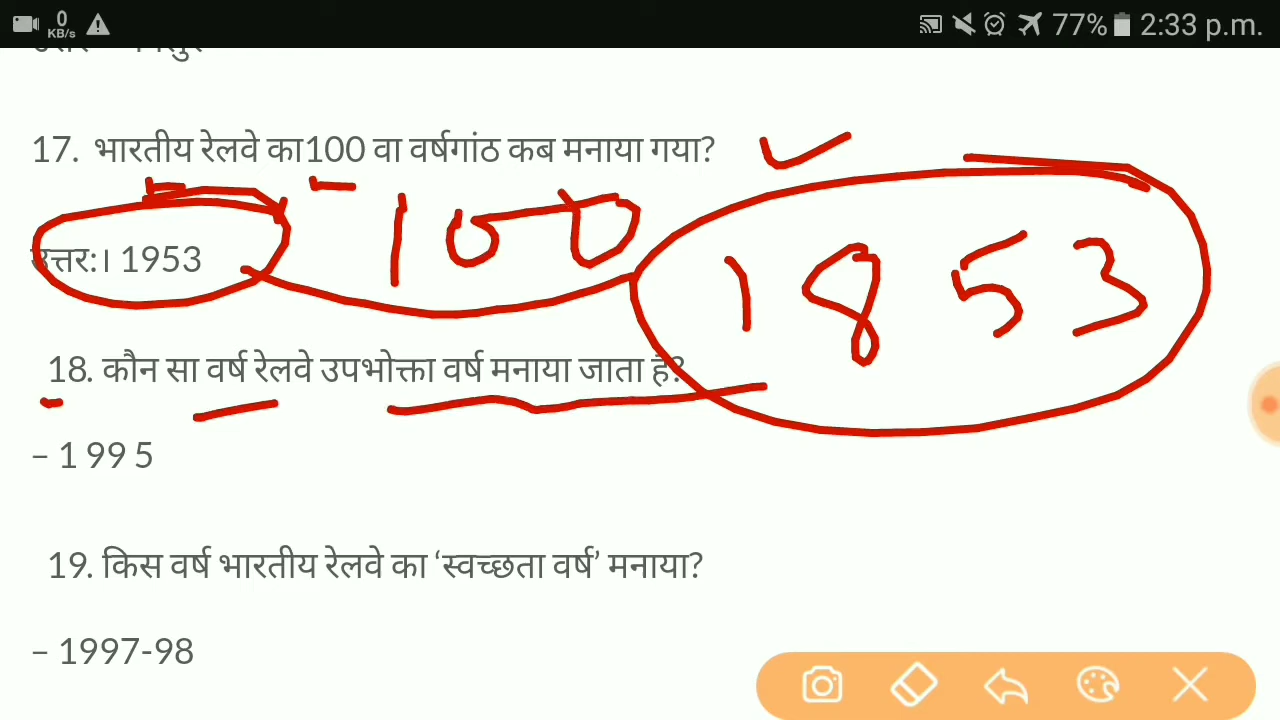 0
KB/s
77% 2:33 p.m.
17. भारतीय रेलवे का100 वा वर्षगांठ कब मनाया गया?
उत्तर:। 1953
100
1853
18. कौन सा वर्ष रेलवे उपभोक्ता वर्ष मनाया जाता है?
– 1 99 5
19. किस वर्ष भारतीय रेलवे का ‘स्वच्छता वर्ष’ मनाया?
– 1997-98